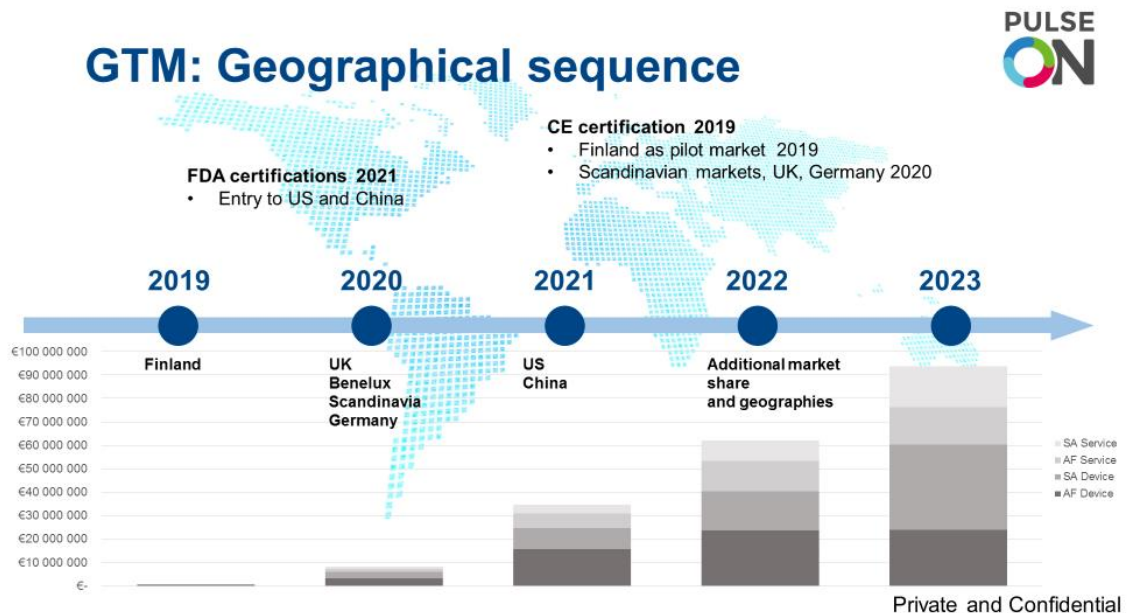 PULSE
ON
GTM: Geographical sequence
CE certification 2019
• Finland as pilot market 2019
• Scandinavian markets, UK, Germany 2020
FDA certifications 2021
• Entry to US and China
2019
2020
2021
2022
2023
Finland
UK
Benelux
Scandinavia
Germany
US
China
Additional market
share
and geographies
€100 000 000
€90 000 000
€80 000 000
€70 000 000
€60 000 000
€50 000 000
€40 000 000
€30 000 000
€20 000 000
€10 000 000
€-
SA Service
AF Service
SA Device
AF Device
Private and Confidential